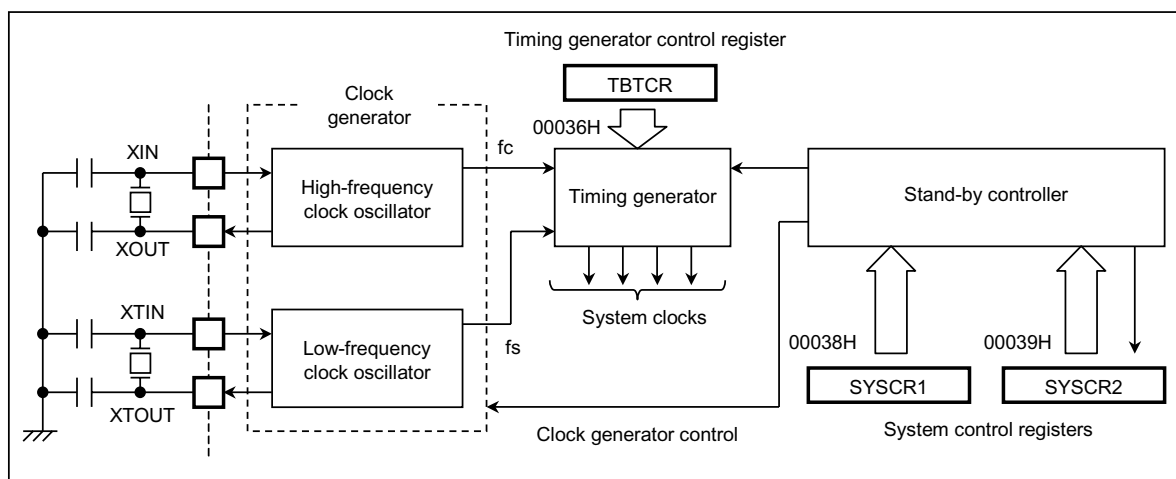 Timing generator control register
TBTCR
Clock
generator
00036H
XIN
fc
High-frequency
clock oscillator
Timing generator
Stand-by controller
XOUT
System clocks
XTIN
fs
Low-frequency
clock oscillator
00038H
00039H
SYSCR1
SYSCR2
XTOUT
Clock generator control
System control registers